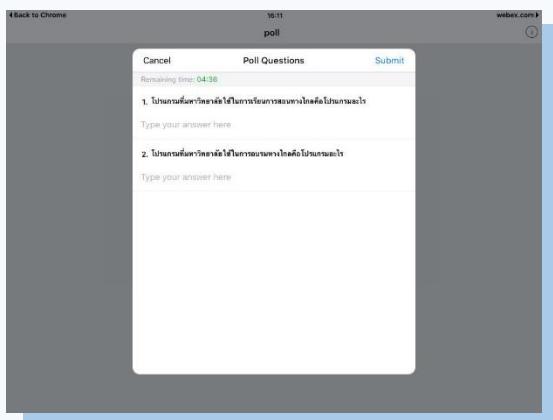 Back to Chrome 16:11 webex.com
poll
Cancel Poll Questions Submit
Remaining time: 04:36
1. โปรแกรมที่มหาวิทยาลัยใช้ในการเรียนการสอนทางไกลคือโปรแกรมอะไร
Type your answer here
2. โปรแกรมที่มหาวิทยาลัยใช้ในการอบรมทางไกลคือโปรแกรมอะไร
Type your answer here